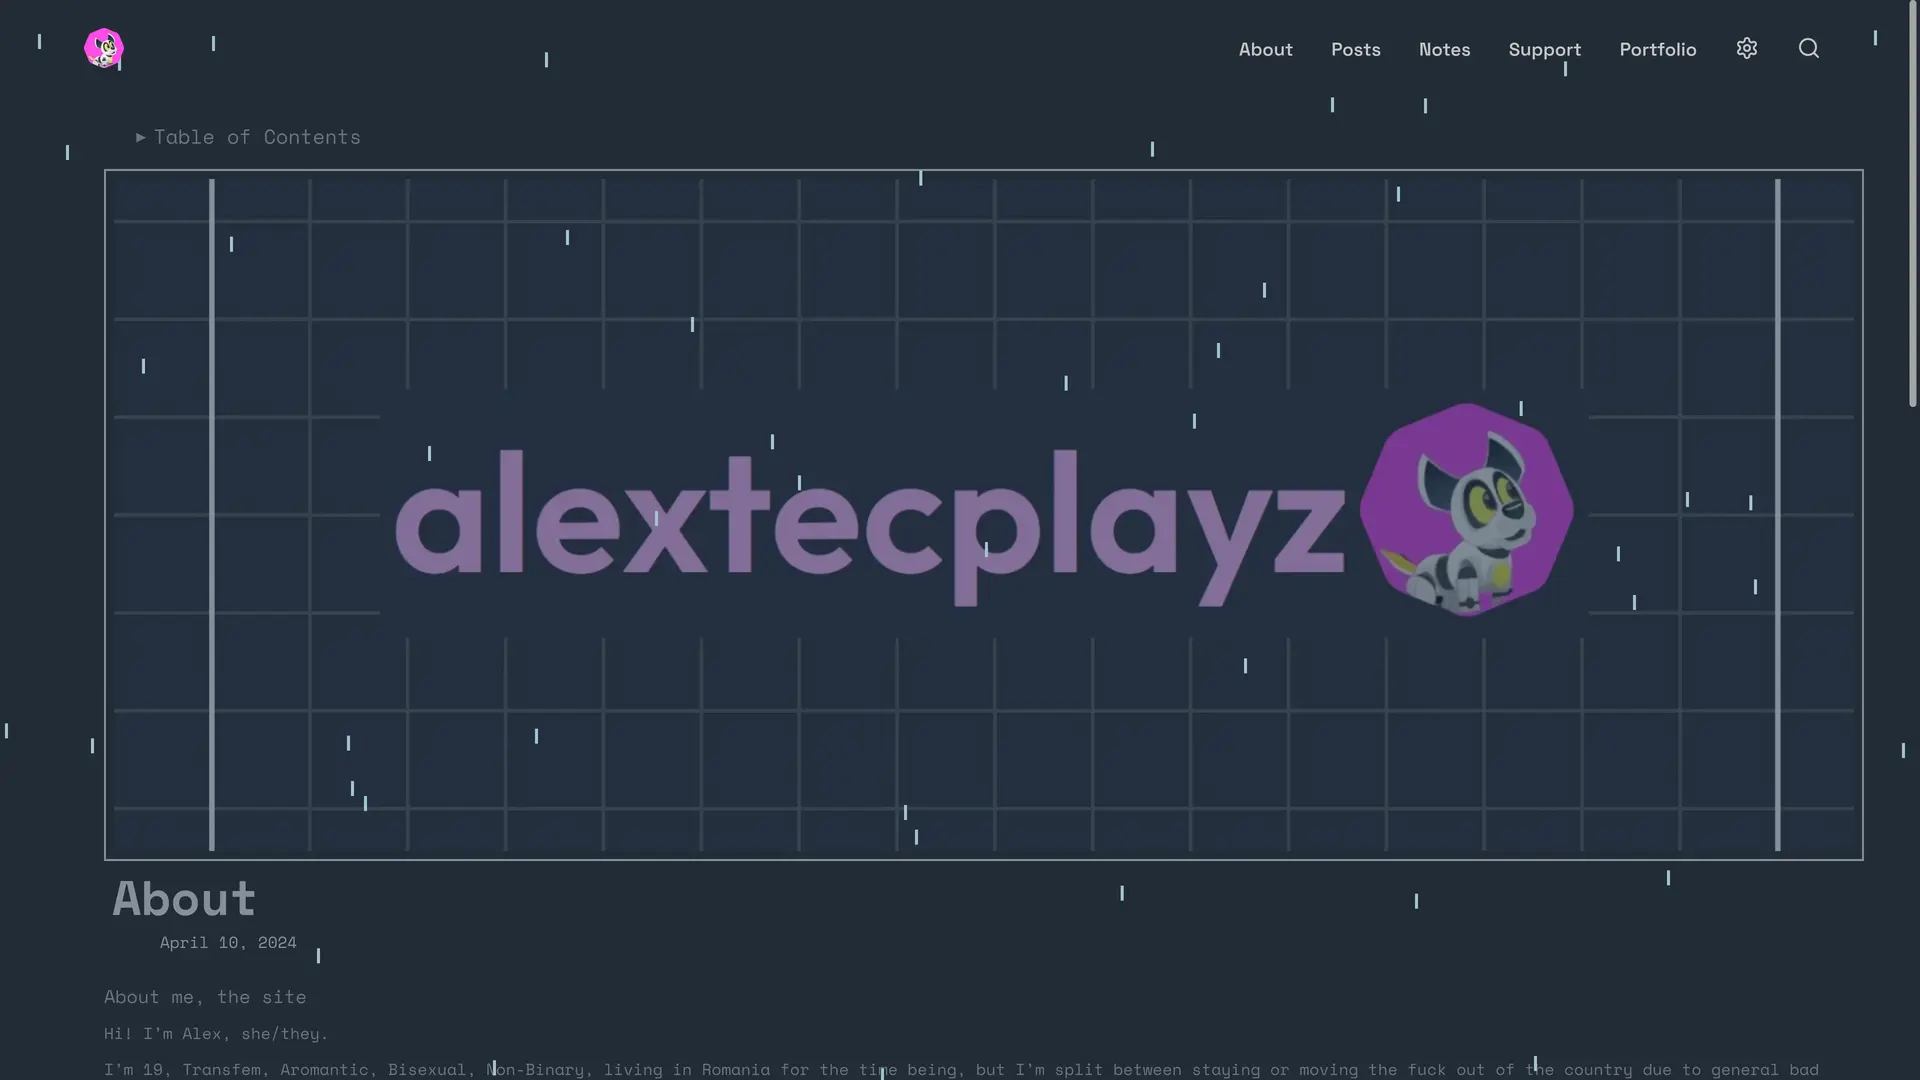 About Posts Notes Support Portfolio
Table of Contents
alextecplayz
About
April 10, 2024
About me, the site
Hi! I'm Alex, she/they.
I'm 19, Transfem, Aromantic, Bisexual, Non-Binary, living in Romania for the time being, but I'm split between staying or moving the fuck out of the country due to general bad